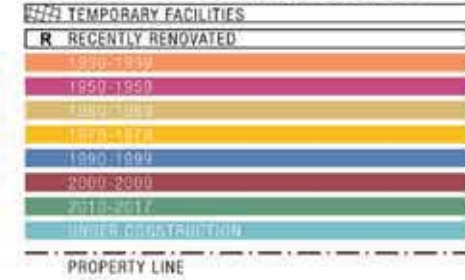 TEMPORARY FACILITIES
R RECENTLY RENOVATED
1950-1959
1970-1979
1990-1999
2000-2009
2010-2017
UNDER CONSTRUCTION
PROPERTY LINE